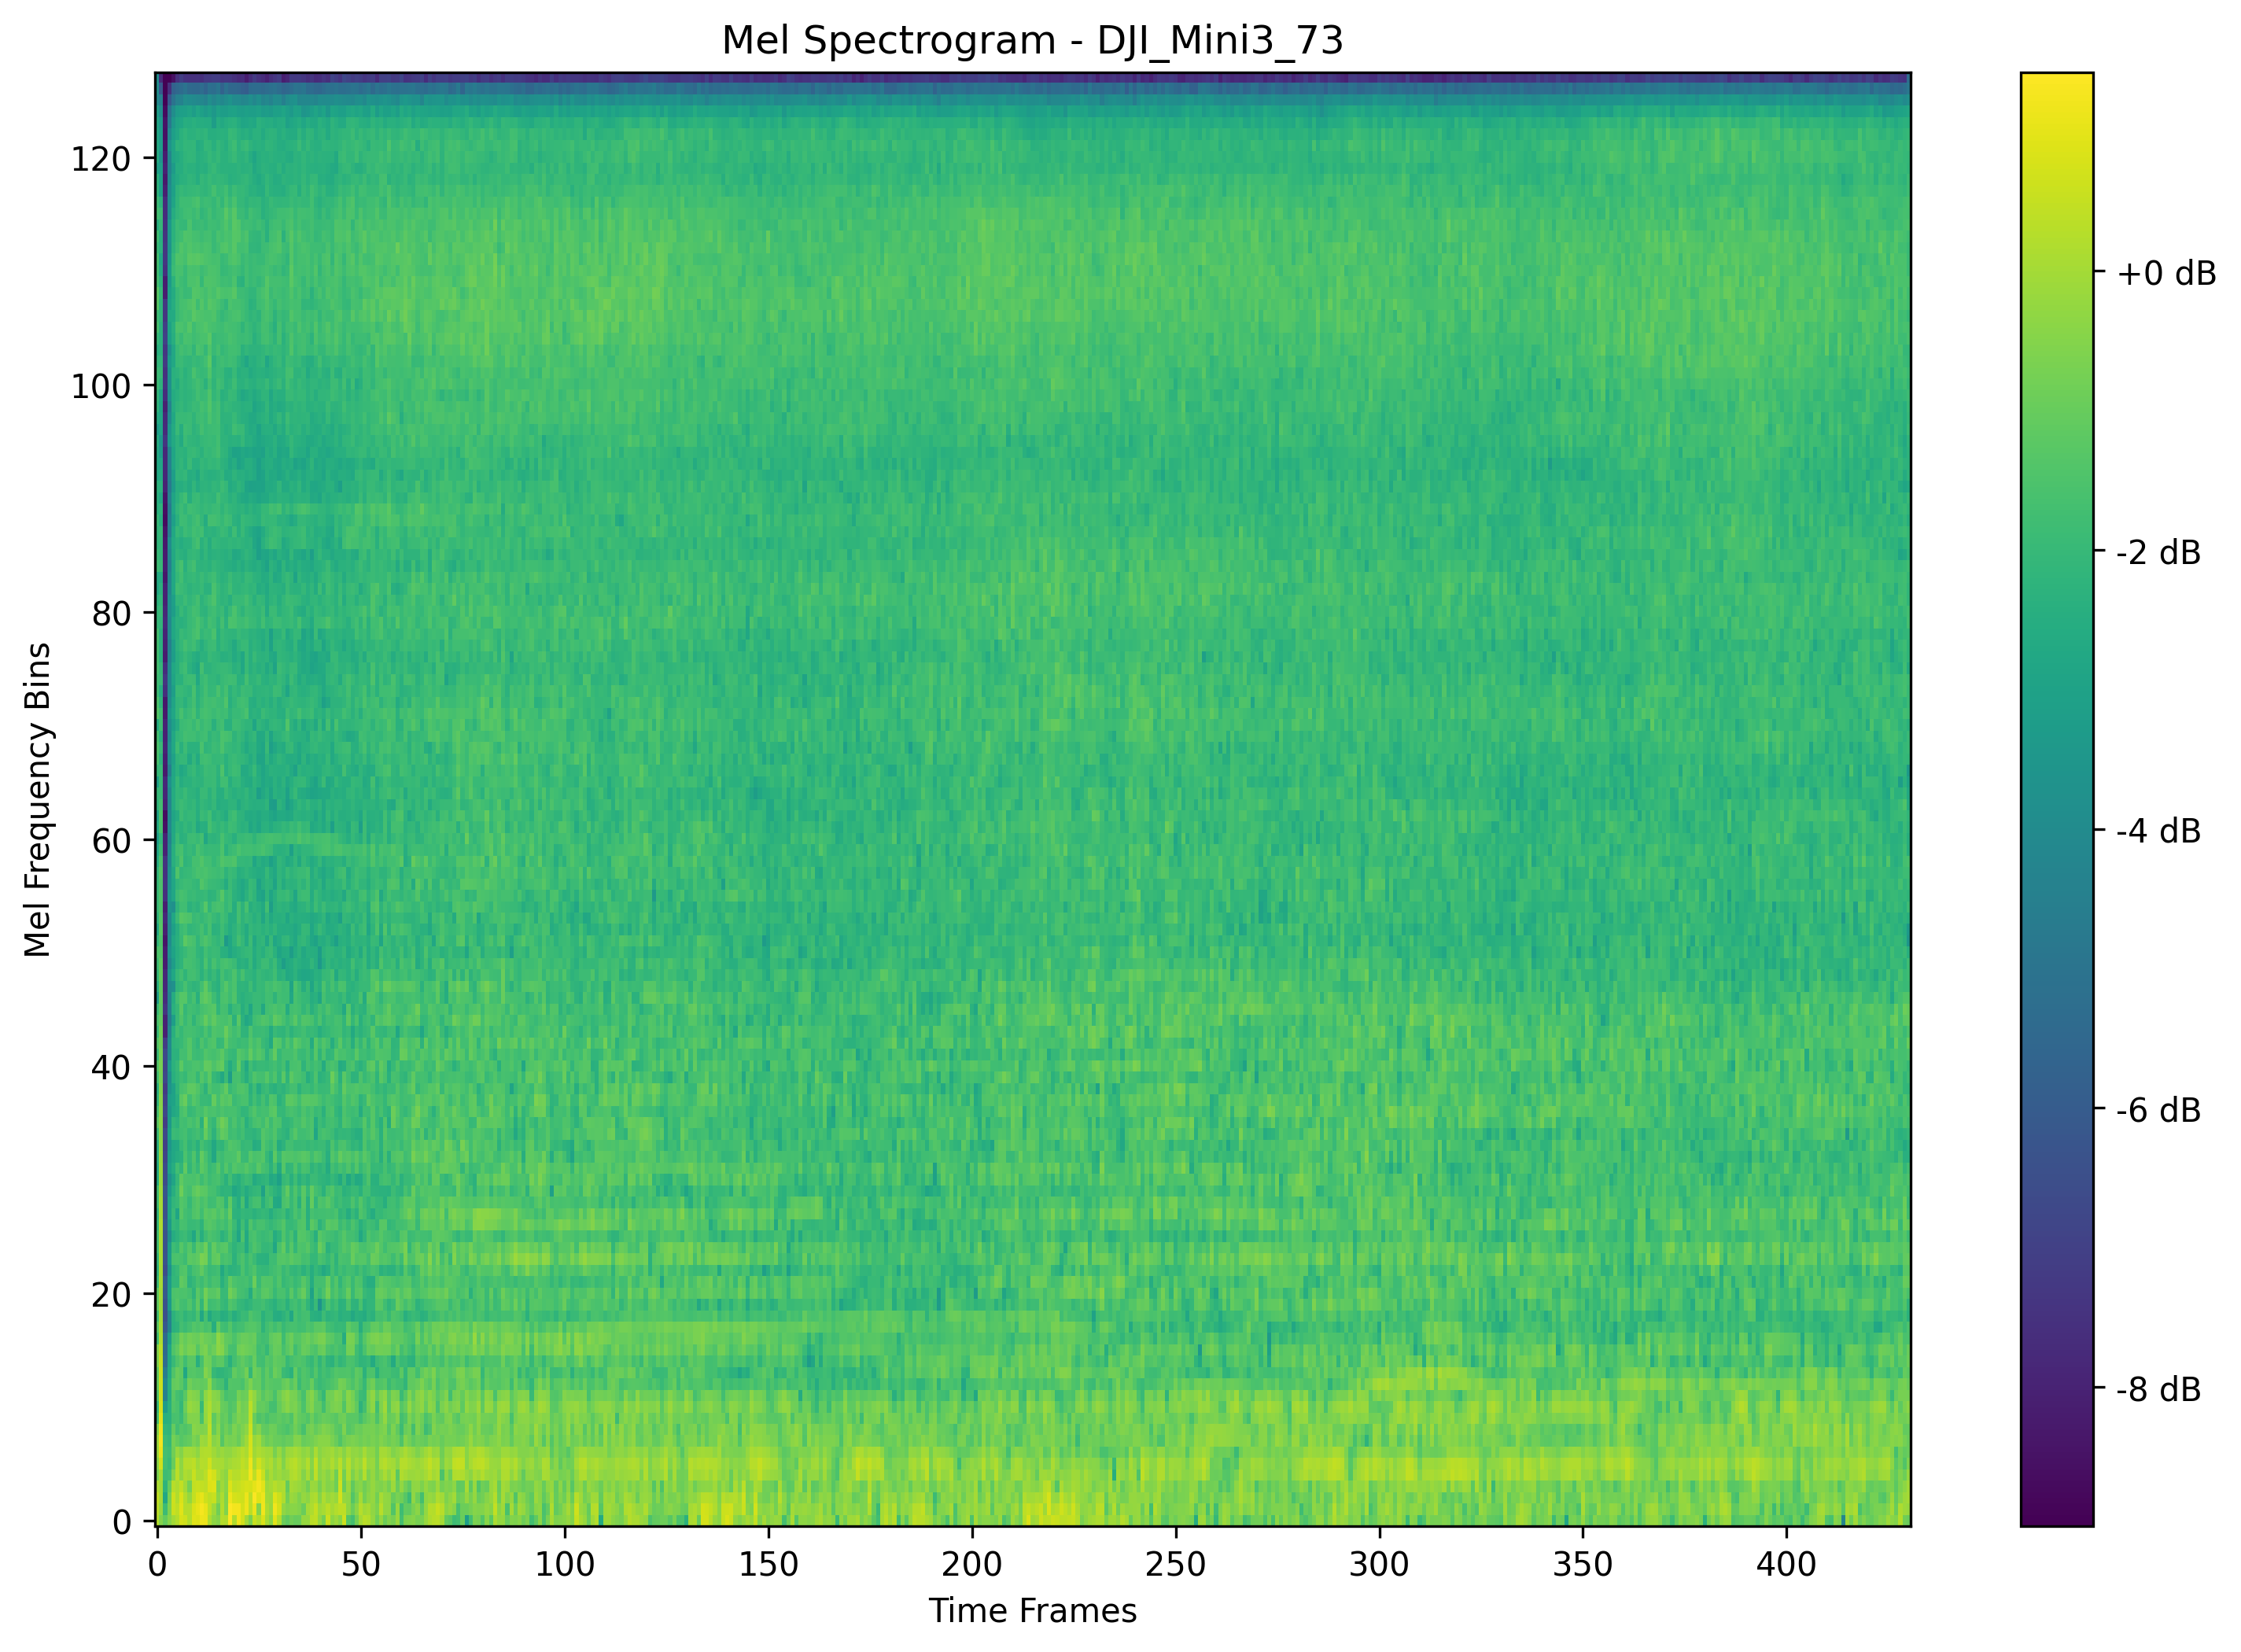 Mel Spectrogram - DJI_Mini3_73
Mel Frequency Bins
120
100
80
60
40
20
0
0 50 100 150 200 250 300 350 400
Time Frames
+0 dB
-2 dB
-4 dB
-6 dB
-8 dB